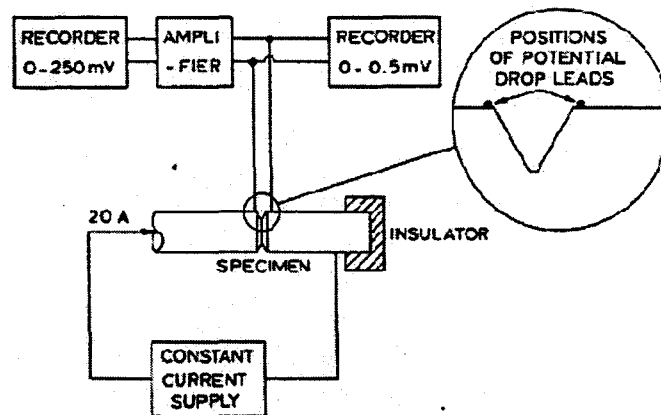 RECORDER
0-250mV
AMPLI
-FIER
RECORDER
0-0.5mV
POSITIONS
OF POTENTIAL
DROP LEADS
20 A
INSULATOR
SPECIMEN
CONSTANT
CURRENT
SUPPLY